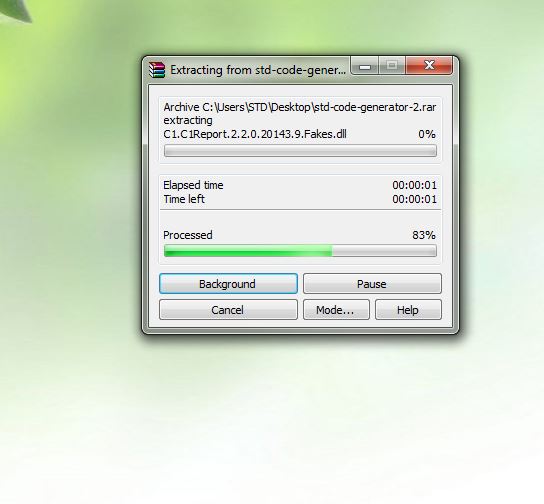 Extracting from std-code-gener...
Archive C:\Users\STD\Desktop\std-code-generator-2.rar
extracting
C1.C1Report.2.2.0.20143.9.Fakes.dll 0%
Elapsed time 00:00:01
Time left 00:00:01
Processed 83%
Background Pause
Cancel Mode... Help